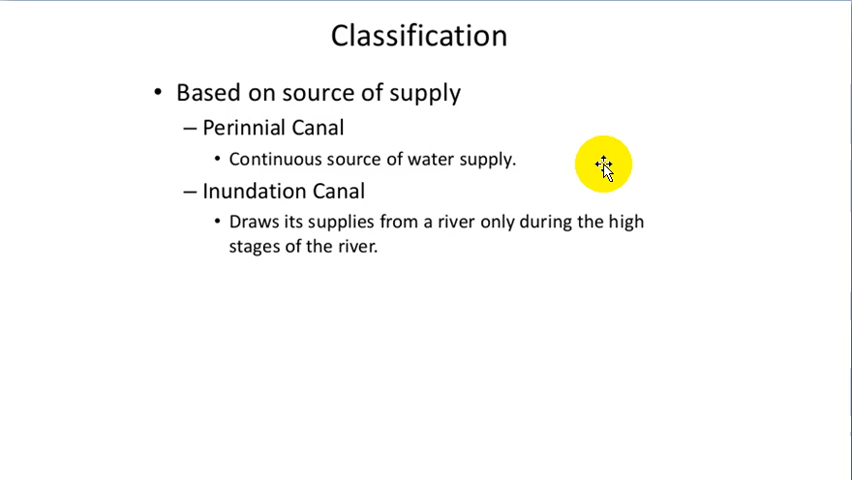 Classification
• Based on source of supply
– Perinnial Canal
• Continuous source of water supply.
– Inundation Canal
• Draws its supplies from a river only during the high
stages of the river.